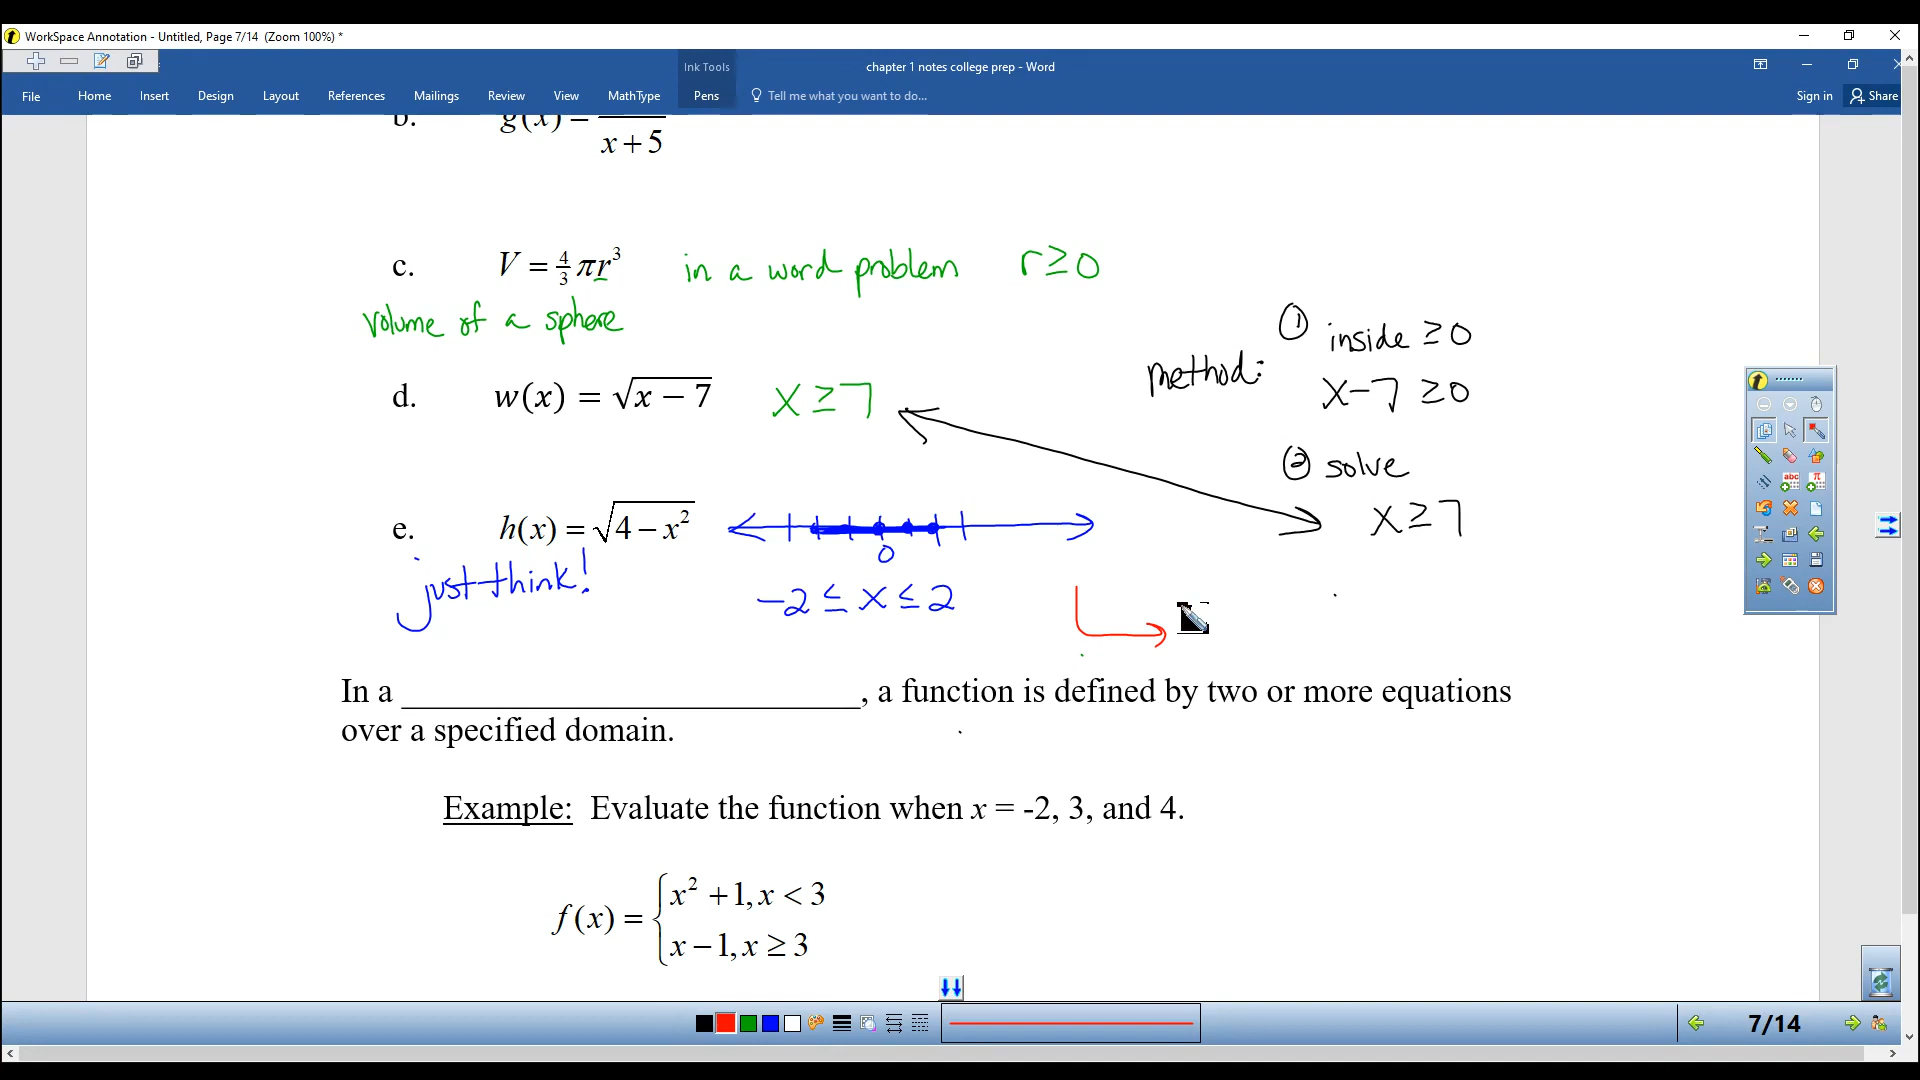 WorkSpace Annotation - Untitled, Page 7/14 (Zoom 100%) *
Ink Tools
chapter 1 notes college prep - Word
File Home Insert Design Layout References Mailings Review View MathType Pens Tell me what you want to do... Sign in Share
b. g(x) =
x + 5
c. V = 4/3 πr³ in a word problem r ≥ 0
volume of a sphere
① inside ≥ 0
method:
x - 7 ≥ 0
d. w(x) = √(x − 7) x ≥ 7
② solve
x ≥ 7
e. h(x) = √(4 − x²)
0
just think!
-2 ≤ x ≤ 2
In a ___________________________, a function is defined by two or more equations
over a specified domain.
Example: Evaluate the function when x = -2, 3, and 4.
f(x) = { x² + 1, x < 3
x − 1, x ≥ 3
7/14